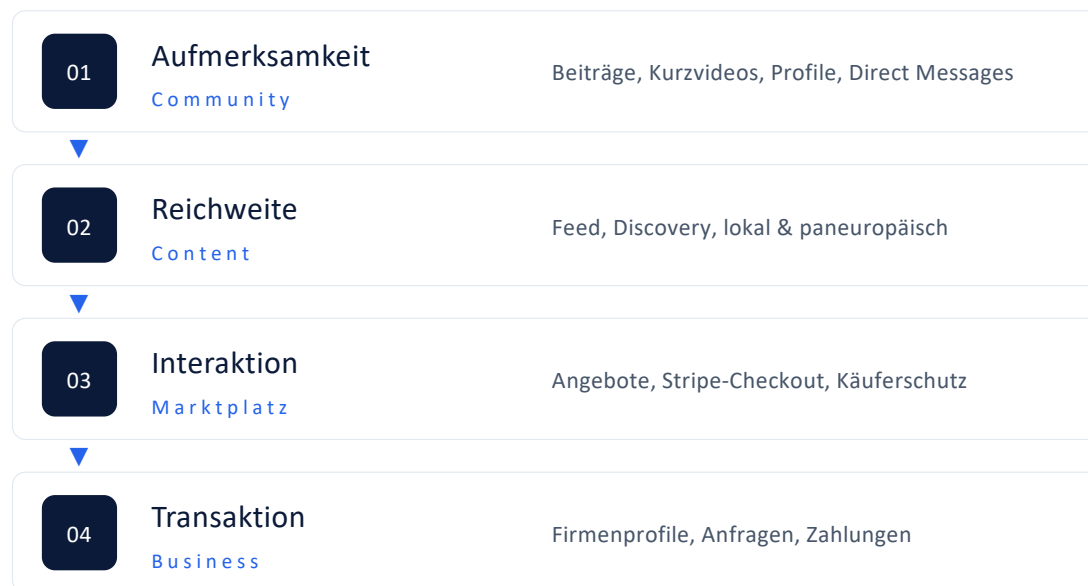 01
Aufmerksamkeit
Community
Beiträge, Kurzvideos, Profile, Direct Messages
02
Reichweite
Content
Feed, Discovery, lokal & paneuropäisch
03
Interaktion
Marktplatz
Angebote, Stripe-Checkout, Käuferschutz
04
Transaktion
Business
Firmenprofile, Anfragen, Zahlungen